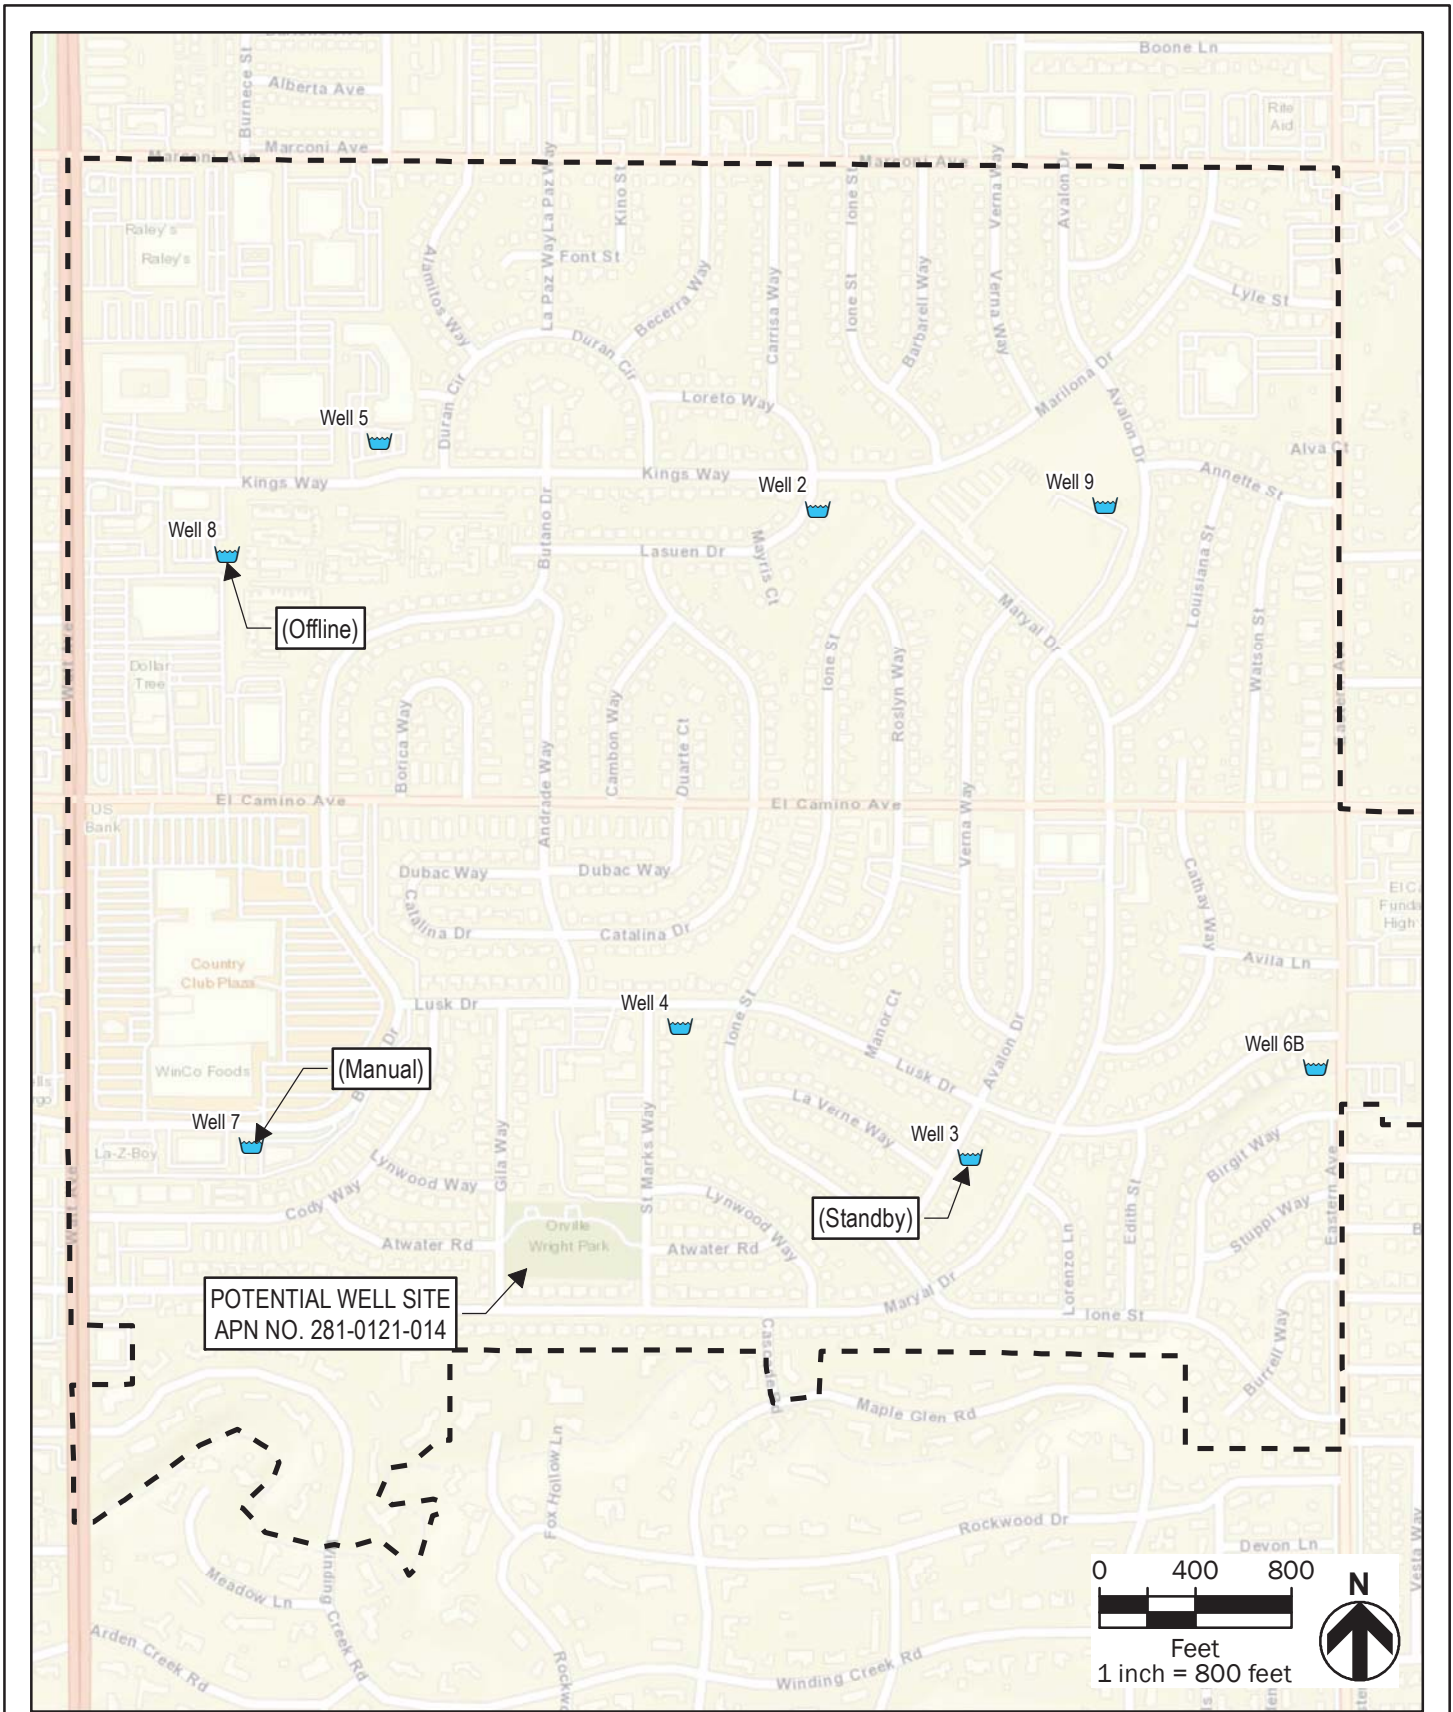 Boone Ln
Burnece St
Alberta Ave
Rite
Aid
Marconi Ave
Marconi Ave
Marconi Ave
La Paz Way
La Paz Way
Kino St
Ione St
Ione St
Verna Way
Verna Way
Avalon Dr
Raley's
Raley's
Alamitos Way
Font St
Becerra Way
Carrisa Way
Barbarell Way
Lyle St
Duran Cir
Duran Cir
Loreto Way
Marilona Dr
Avalon Dr
Well 5
Kings Way
Kings Way
Well 2
Well 9
Annette St
Alva Ct
Well 8
Butano Dr
Lasuen Dr
Mayris Ct
Louisiana St
(Offline)
Maryal Dr
Watson St
Dollar
Tree
Watt Ave
Ione St
Roslyn Way
Eastern Ave
Borica Way
Cambon Way
Duarte Ct
Andrade Way
Verna Way
El Camino Ave
El Camino Ave
US
Bank
Dubac Way
Dubac Way
Cathay Way
High
Catalina Dr
Catalina Dr
Avila Ln
Country
Club Plaza
Lusk Dr
Well 4
Ione St
Manor Ct
Avalon Dr
Lusk Dr
Well 6B
WinCo Foods
(Manual)
Well 7
La-Z-Boy
La Verne Way
Well 3
Birgit Way
Gila Way
St Marks Way
Lynwood Way
Lynwood Way
Cody Way
Edith St
Stuppi Way
Eastern Ave
(Standby)
Watt Ave
Atwater Rd
Orville
Wright Park
Atwater Rd
Lorenzo Ln
POTENTIAL WELL SITE
APN NO. 281-0121-014
Maryal Dr
Ione St
Burrell Way
Maple Glen Rd
Fox Hollow Ln
Rockwood Dr
Devon Ln
Vesta Way
Meadow Ln
Winding Creek Rd
Arden Creek Rd
Winding Creek Rd
0 400 800
Feet
1 inch = 800 feet
N